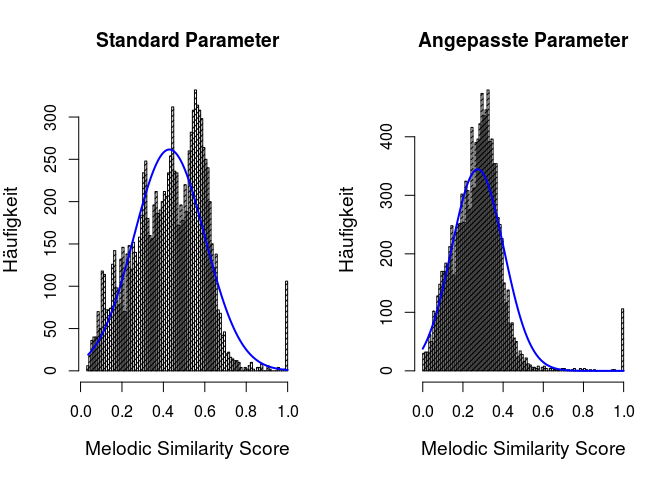 Standard Parameter
Häufigkeit
0 50 100 150 200 250 300
0.0 0.2 0.4 0.6 0.8 1.0
Melodic Similarity Score
Angepasste Parameter
Häufigkeit
0 100 200 300 400
0.0 0.2 0.4 0.6 0.8 1.0
Melodic Similarity Score